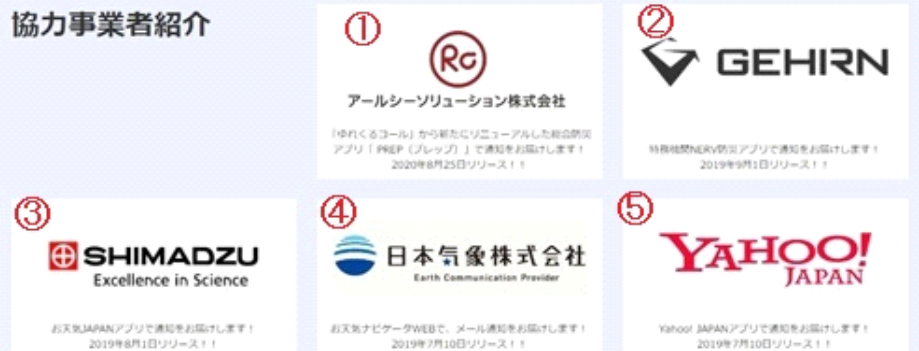 協力事業者紹介
①
Rc
アールシーソリューション株式会社
「ゆれくるコール」から新たにリニューアルした総合防災
アプリ「 PREP（プレップ）」で通知をお届けします！
2020年8月25日リリース！！
②
GEHIRN
特務機関NERV防災アプリで通知をお届けします！
2019年9月1日リリース！！
③
SHIMADZU
Excellence in Science
お天気JAPANアプリで通知をお届けします！
2019年8月1日リリース！！
④
日本気象株式会社
Earth Communication Provider
お天気ナビゲータWEBで、メール通知をお届けします！
2019年7月10日リリース！！
⑤
YAHOO!
JAPAN
Yahoo! JAPANアプリで通知をお届けします！
2019年7月10日リリース！！